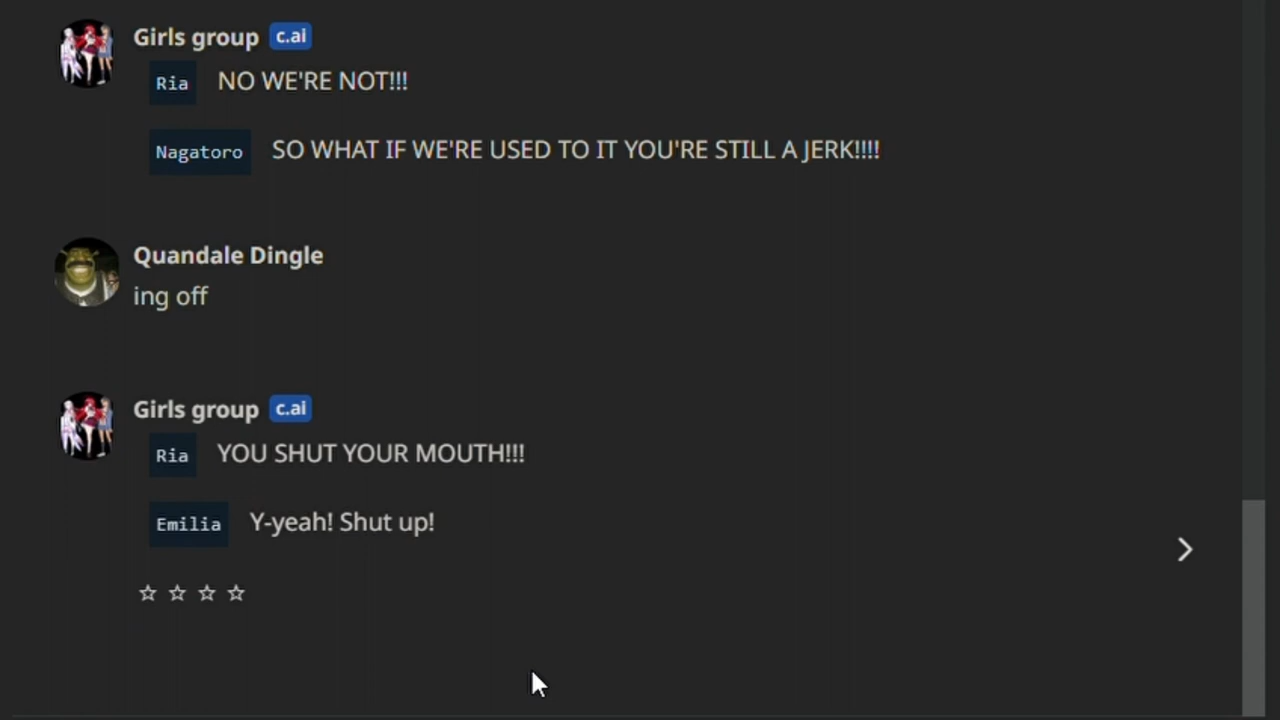 Girls group c.ai
Ria NO WE'RE NOT!!!
Nagatoro SO WHAT IF WE'RE USED TO IT YOU'RE STILL A JERK!!!!
Quandale Dingle
ing off
Girls group c.ai
Ria YOU SHUT YOUR MOUTH!!!
Emilia Y-yeah! Shut up!